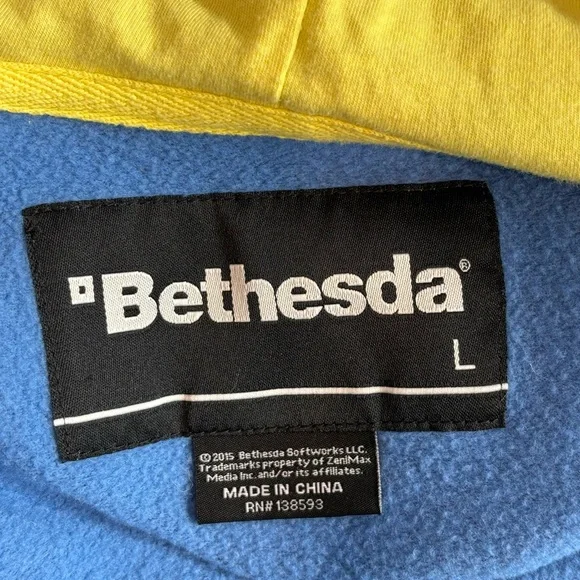 Bethesda®
L
©2015 Bethesda Softworks LLC.
Trademarks property of ZeniMax
Media Inc. and/or its affiliates.
MADE IN CHINA
RN# 138593